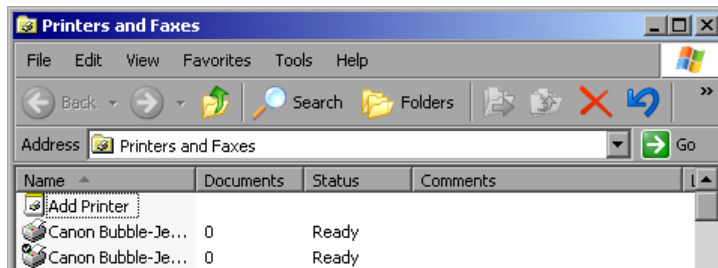 Printers and Faxes
File Edit View Favorites Tools Help
Back Search Folders »
Address Printers and Faxes Go
Name Documents Status Comments
Add Printer
Canon Bubble-Je... 0 Ready
Canon Bubble-Je... 0 Ready